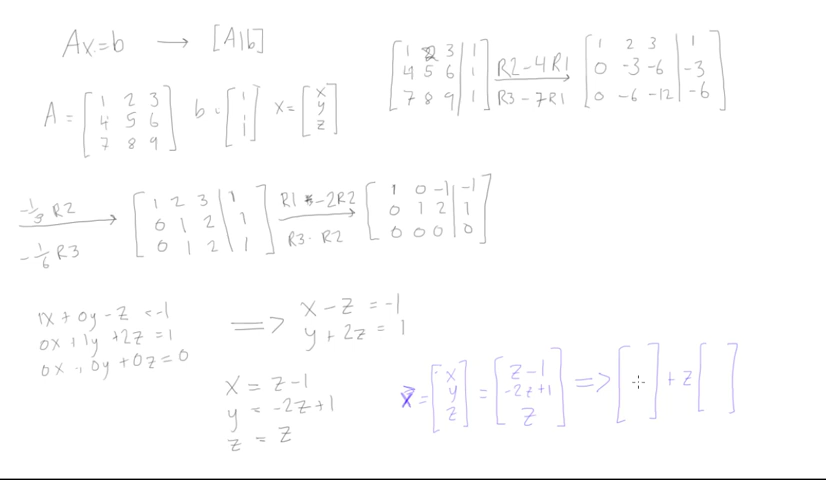 Ax=b → [A|b]
A = [1 2 3; 4 5 6; 7 8 9] b = [1; 1; 1] x = [x; y; z]
[1 2 3 | 1; 4 5 6 | 1; 7 8 9 | 1] R2-4R1 R3-7R1 → [1 2 3 | 1; 0 -3 -6 | -3; 0 -6 -12 | -6]
-1/3 R2 -1/6 R3 → [1 2 3 | 1; 0 1 2 | 1; 0 1 2 | 1] R1 -2R2 R3-R2 → [1 0 -1 | -1; 0 1 2 | 1; 0 0 0 | 0]
1x + 0y - z = -1
0x + 1y + 2z = 1
0x + 0y + 0z = 0
=> x - z = -1
y + 2z = 1
x = z-1
y = -2z+1
z = z
x⃗ = [x; y; z] = [z-1; -2z+1; z] => [ ] + z [ ]